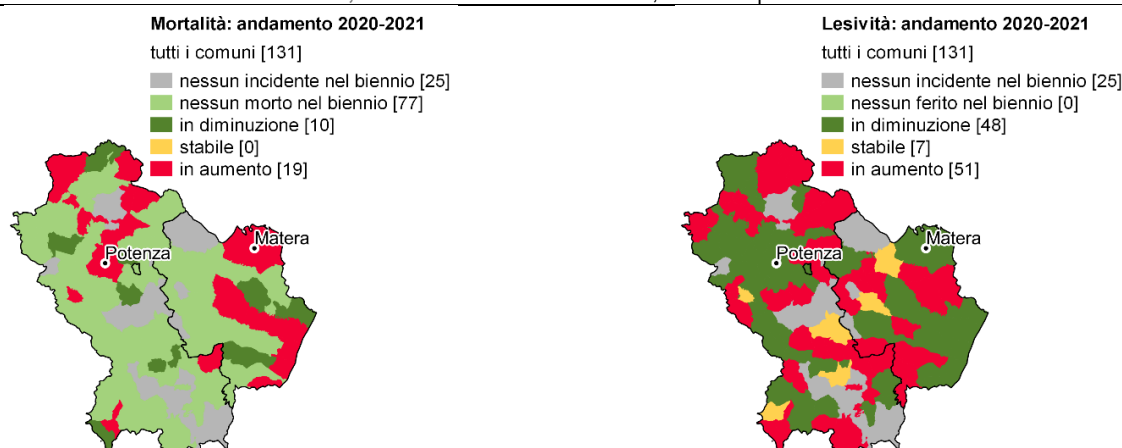 Mortalità: andamento 2020-2021
tutti i comuni [131]
nessun incidente nel biennio [25]
nessun morto nel biennio [77]
in diminuzione [10]
stabile [0]
in aumento [19]
Matera
Potenza
Lesività: andamento 2020-2021
tutti i comuni [131]
nessun incidente nel biennio [25]
nessun ferito nel biennio [0]
in diminuzione [48]
stabile [7]
in aumento [51]
Matera
Potenza